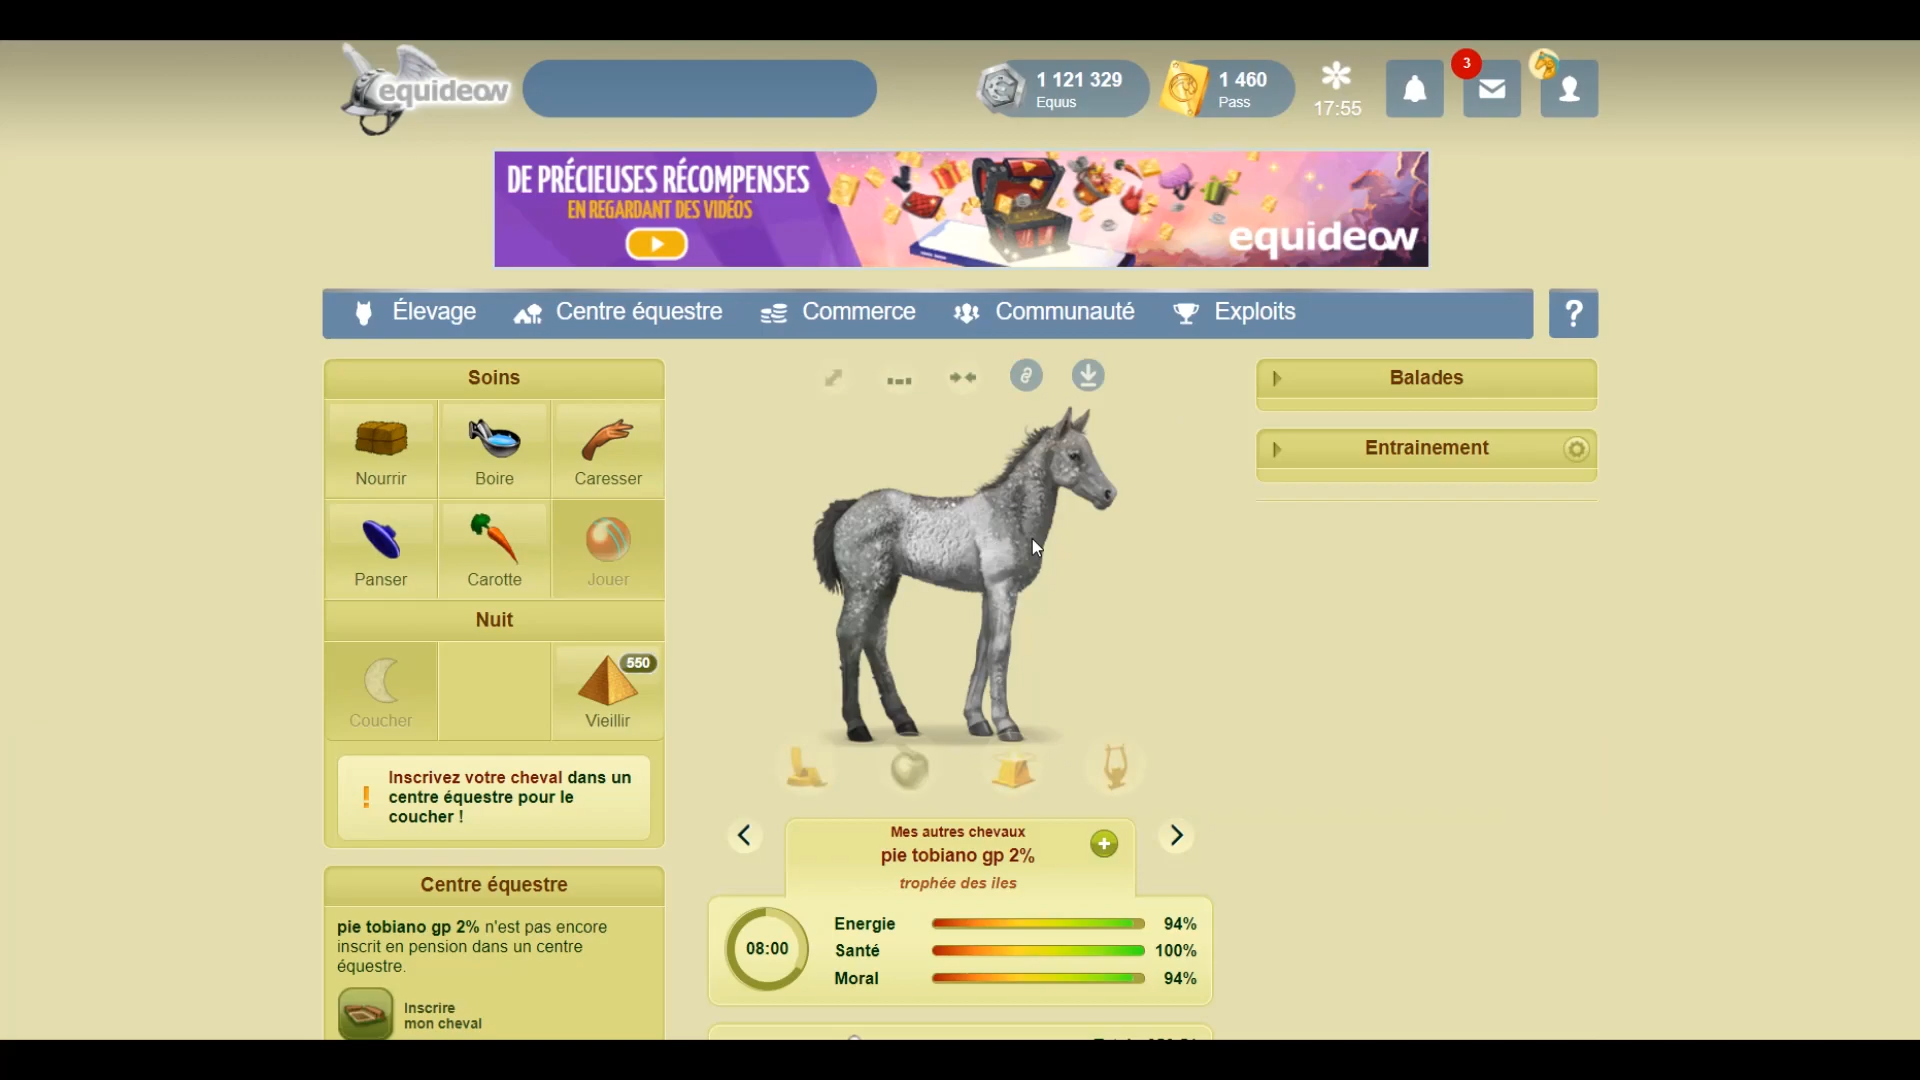 equideow
1 121 329
Equus
1 460
Pass
17:55
3
DE PRÉCIEUSES RÉCOMPENSES
EN REGARDANT DES VIDÉOS
equideow
Élevage
Centre équestre
Commerce
Communauté
Exploits
?
Soins
Nourrir
Boire
Caresser
Panser
Carotte
Jouer
Nuit
Coucher
550
Vieillir
Inscrivez votre cheval dans un
centre équestre pour le
coucher !
Centre équestre
pie tobiano gp 2% n'est pas encore
inscrit en pension dans un centre
équestre.
Inscrire
mon cheval
Mes autres chevaux
pie tobiano gp 2%
trophée des iles
08:00
Energie
94%
Santé
100%
Moral
94%
Balades
Entrainement